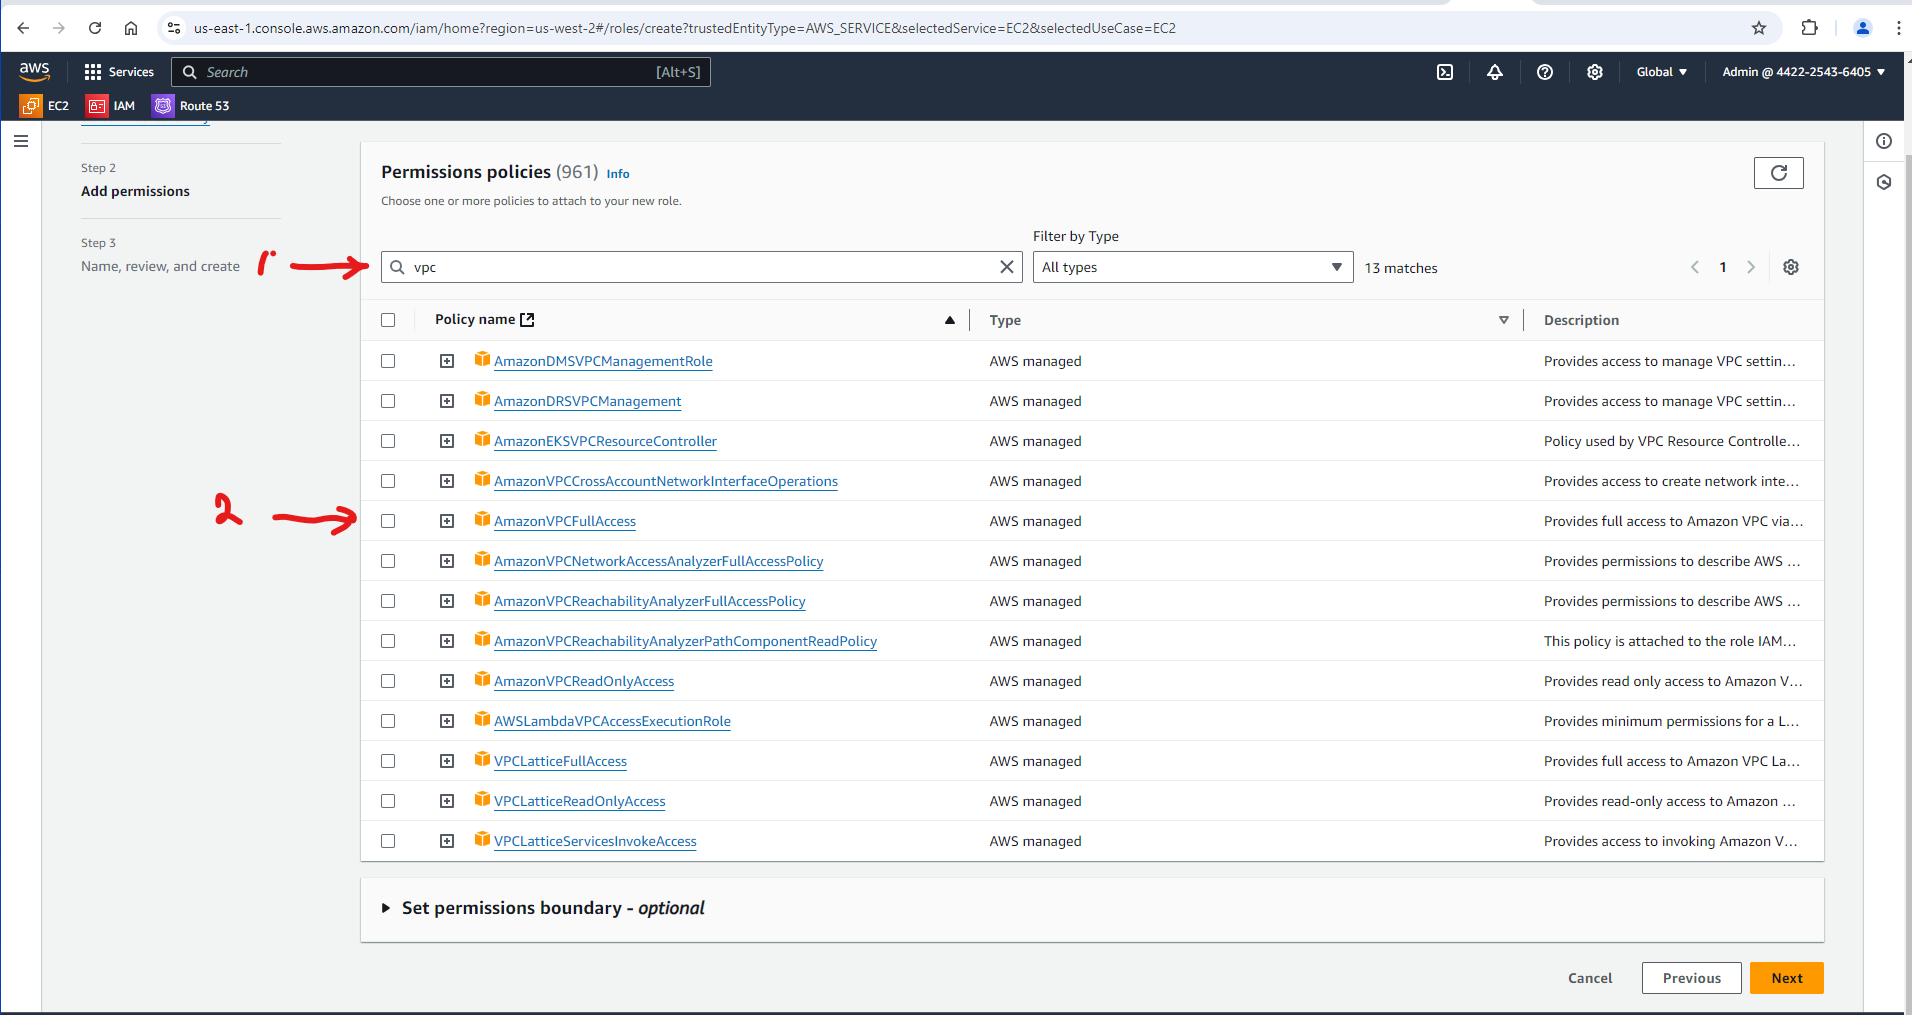 us-east-1.console.aws.amazon.com/iam/home?region=us-west-2#/roles/create?trustedEntityType=AWS_SERVICE&selectedService=EC2&selectedUseCase=EC2
aws Services Search [Alt+S] Global Admin @ 4422-2543-6405
EC2 IAM Route 53
Step 2
Add permissions
Step 3
Name, review, and create
1.
2
Permissions policies (961) Info
Choose one or more policies to attach to your new role.
Filter by Type
vpc All types 13 matches 1
Policy name Type Description
AmazonDMSVPCManagementRole AWS managed Provides access to manage VPC settin...
AmazonDRSVPCManagement AWS managed Provides access to manage VPC settin...
AmazonEKSVPCResourceController AWS managed Policy used by VPC Resource Controlle...
AmazonVPCCrossAccountNetworkInterfaceOperations AWS managed Provides access to create network inte...
AmazonVPCFullAccess AWS managed Provides full access to Amazon VPC via...
AmazonVPCNetworkAccessAnalyzerFullAccessPolicy AWS managed Provides permissions to describe AWS ...
AmazonVPCReachabilityAnalyzerFullAccessPolicy AWS managed Provides permissions to describe AWS ...
AmazonVPCReachabilityAnalyzerPathComponentReadPolicy AWS managed This policy is attached to the role IAM...
AmazonVPCReadOnlyAccess AWS managed Provides read only access to Amazon V...
AWSLambdaVPCAccessExecutionRole AWS managed Provides minimum permissions for a L...
VPCLatticeFullAccess AWS managed Provides full access to Amazon VPC La...
VPCLatticeReadOnlyAccess AWS managed Provides read-only access to Amazon ...
VPCLatticeServicesInvokeAccess AWS managed Provides access to invoking Amazon V...
Set permissions boundary - optional
Cancel Previous Next